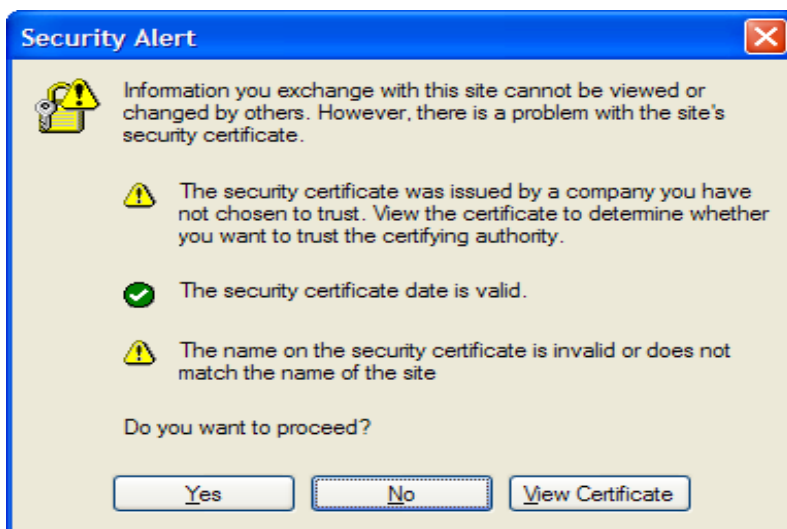 Security Alert
Information you exchange with this site cannot be viewed or
changed by others. However, there is a problem with the site's
security certificate.
The security certificate was issued by a company you have
not chosen to trust. View the certificate to determine whether
you want to trust the certifying authority.
The security certificate date is valid.
The name on the security certificate is invalid or does not
match the name of the site
Do you want to proceed?
Yes No View Certificate